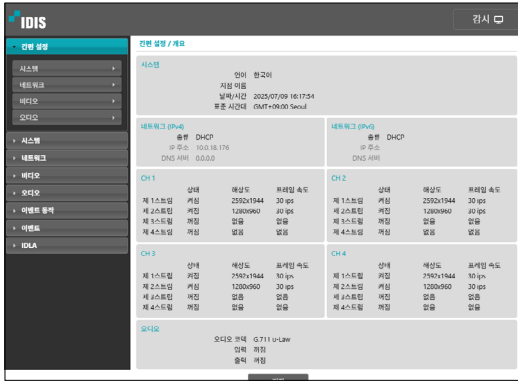 IDIS
감시
간편 설정
시스템
네트워크
비디오
오디오
시스템
네트워크
비디오
오디오
이벤트 동작
이벤트
IDLA
간편 설정 / 개요
시스템
언어 한국어
지점 이름
날짜/시간 2025/07/09 16:17:54
표준 시간대 GMT+09:00 Seoul
네트워크 (IPv4)
종류 DHCP
IP 주소 10.0.18.176
DNS 서버 0.0.0.0
네트워크 (IPv6)
종류 DHCP
IP 주소
DNS 서버
CH 1
상태 해상도 프레임 속도
제 1스트림 켜짐 2592x1944 30 ips
제 2스트림 켜짐 1280x960 30 ips
제 3스트림 꺼짐 없음 없음
제 4스트림 꺼짐 없음 없음
CH 2
상태 해상도 프레임 속도
제 1스트림 켜짐 2592x1944 30 ips
제 2스트림 켜짐 1280x960 30 ips
제 3스트림 꺼짐 없음 없음
제 4스트림 꺼짐 없음 없음
CH 3
상태 해상도 프레임 속도
제 1스트림 켜짐 2592x1944 30 ips
제 2스트림 켜짐 1280x960 30 ips
제 3스트림 꺼짐 없음 없음
제 4스트림 꺼짐 없음 없음
CH 4
상태 해상도 프레임 속도
제 1스트림 켜짐 2592x1944 30 ips
제 2스트림 켜짐 1280x960 30 ips
제 3스트림 꺼짐 없음 없음
제 4스트림 꺼짐 없음 없음
오디오
오디오 코덱 G.711 u-Law
입력 꺼짐
출력 꺼짐